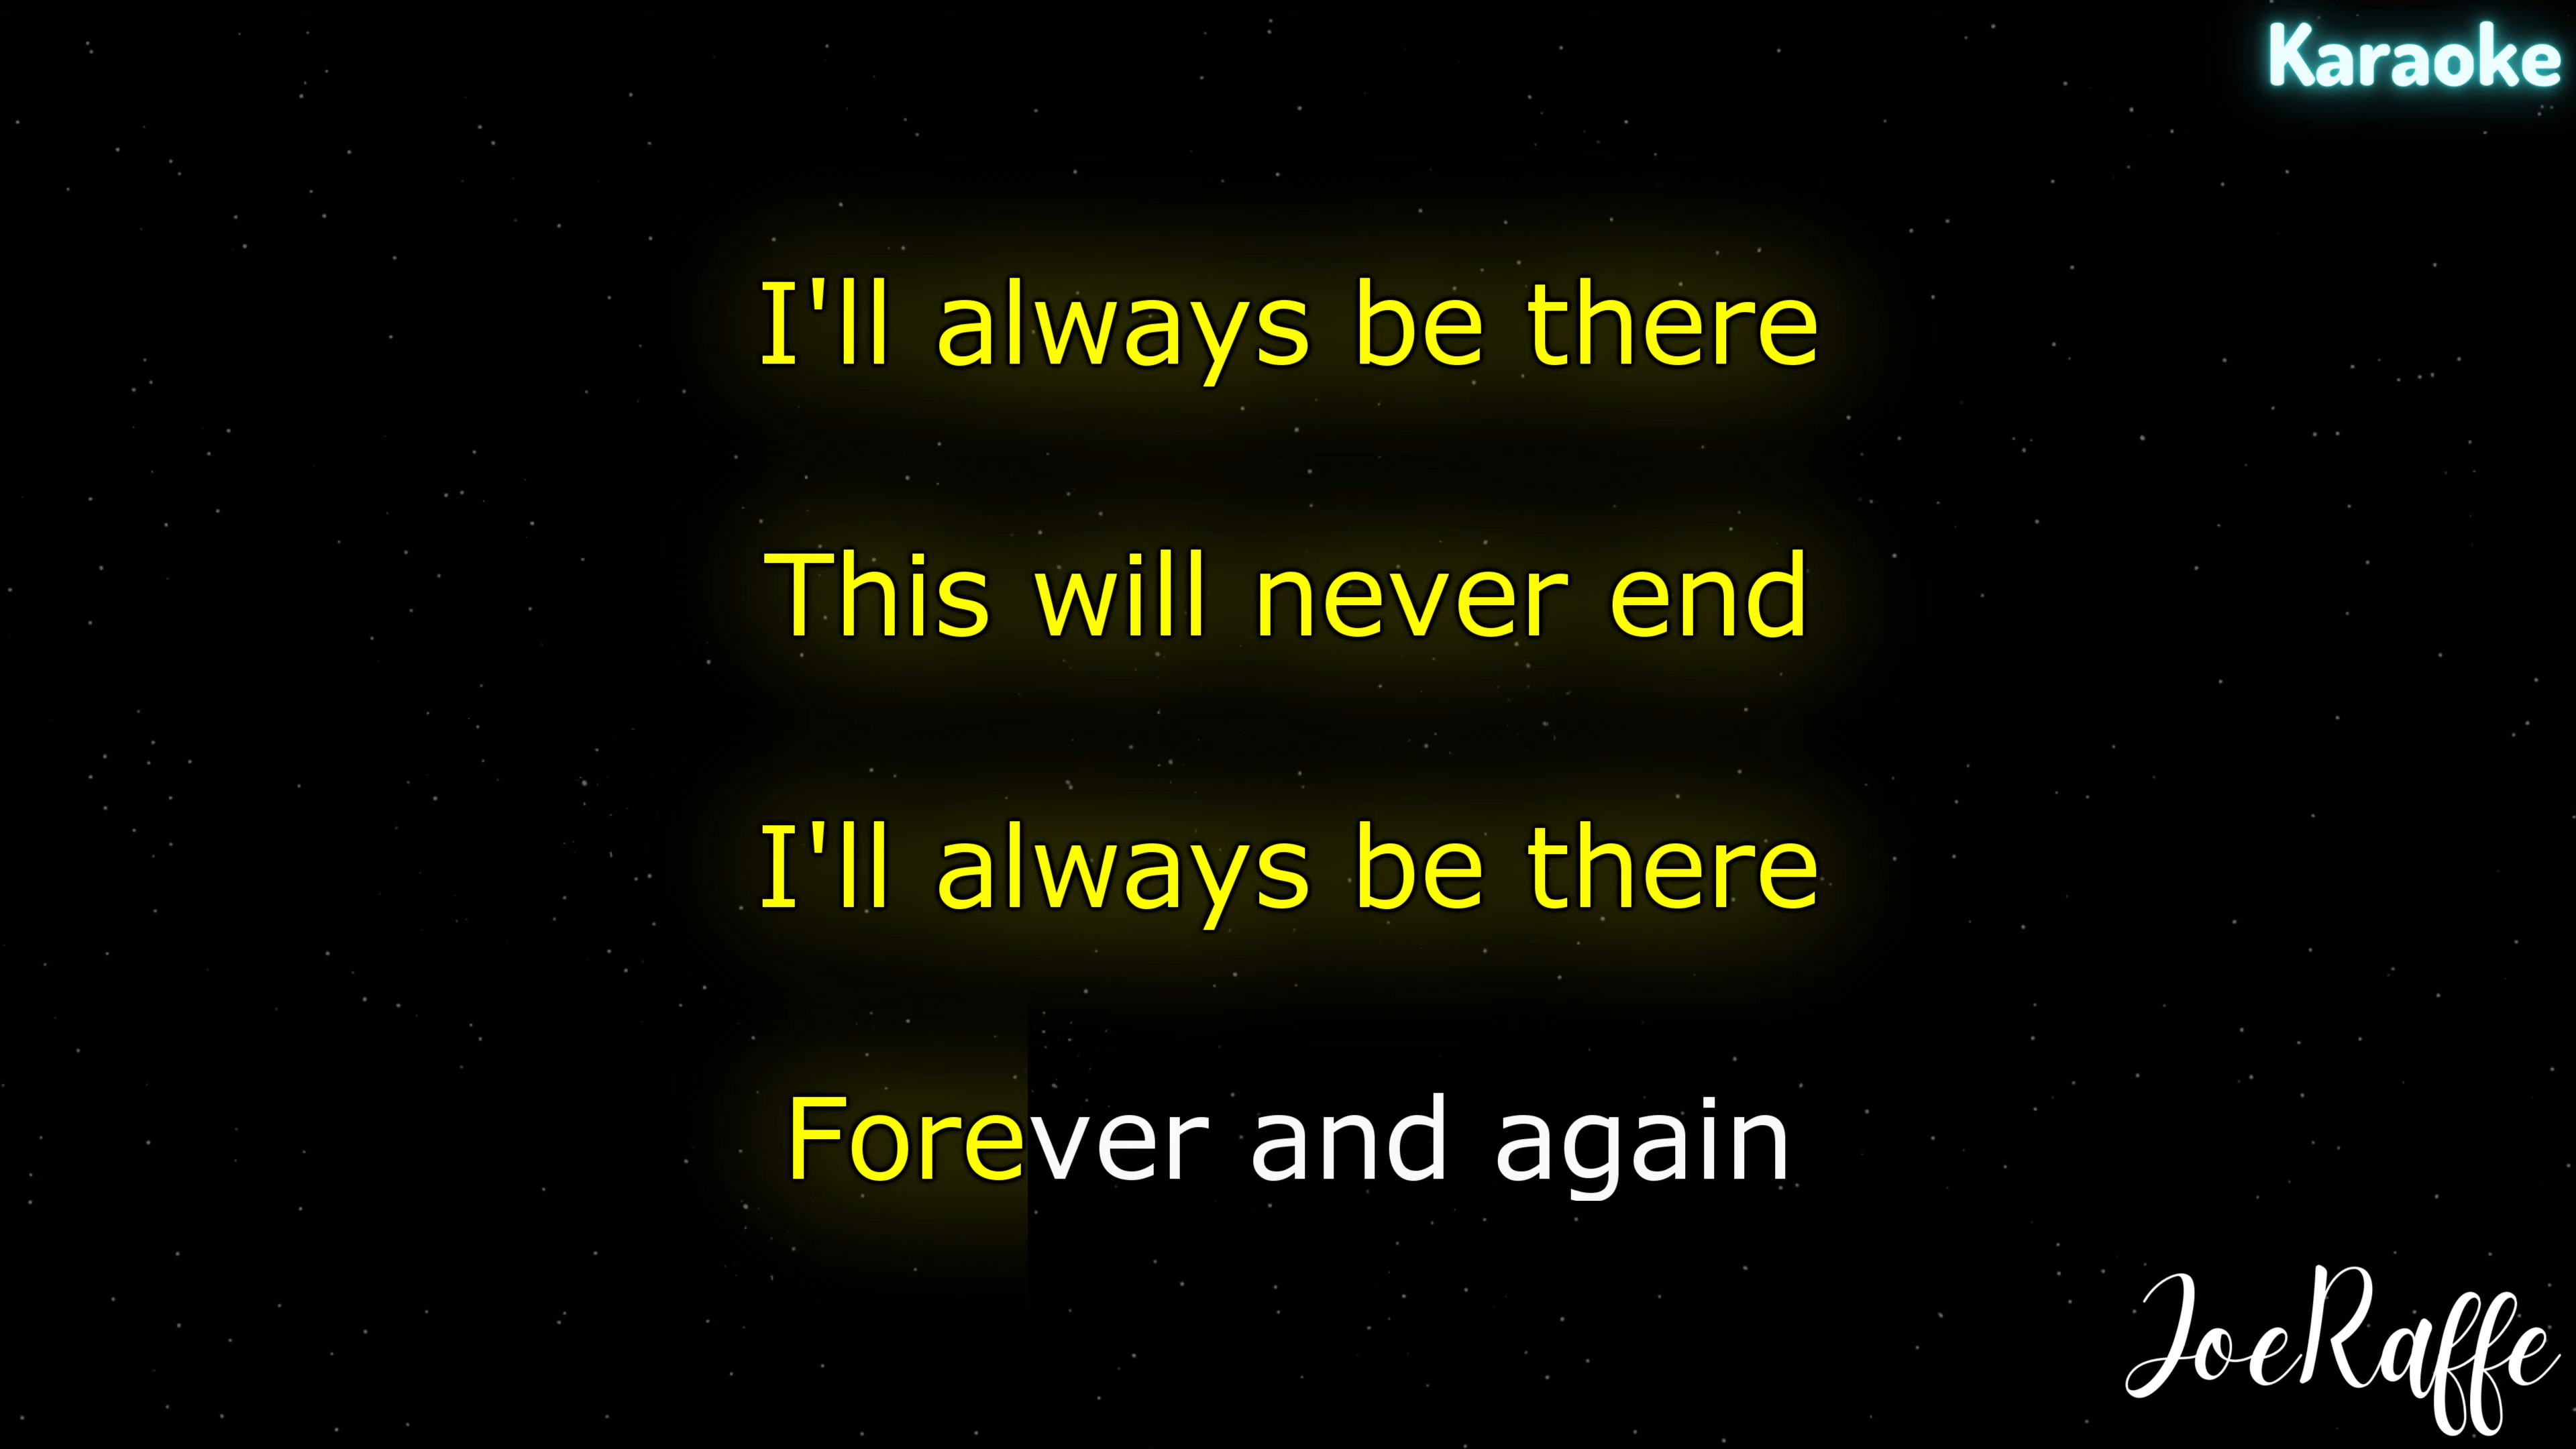 Karaoke
I'll always be there
This will never end
I'll always be there
Forever and again
JoeRaffe